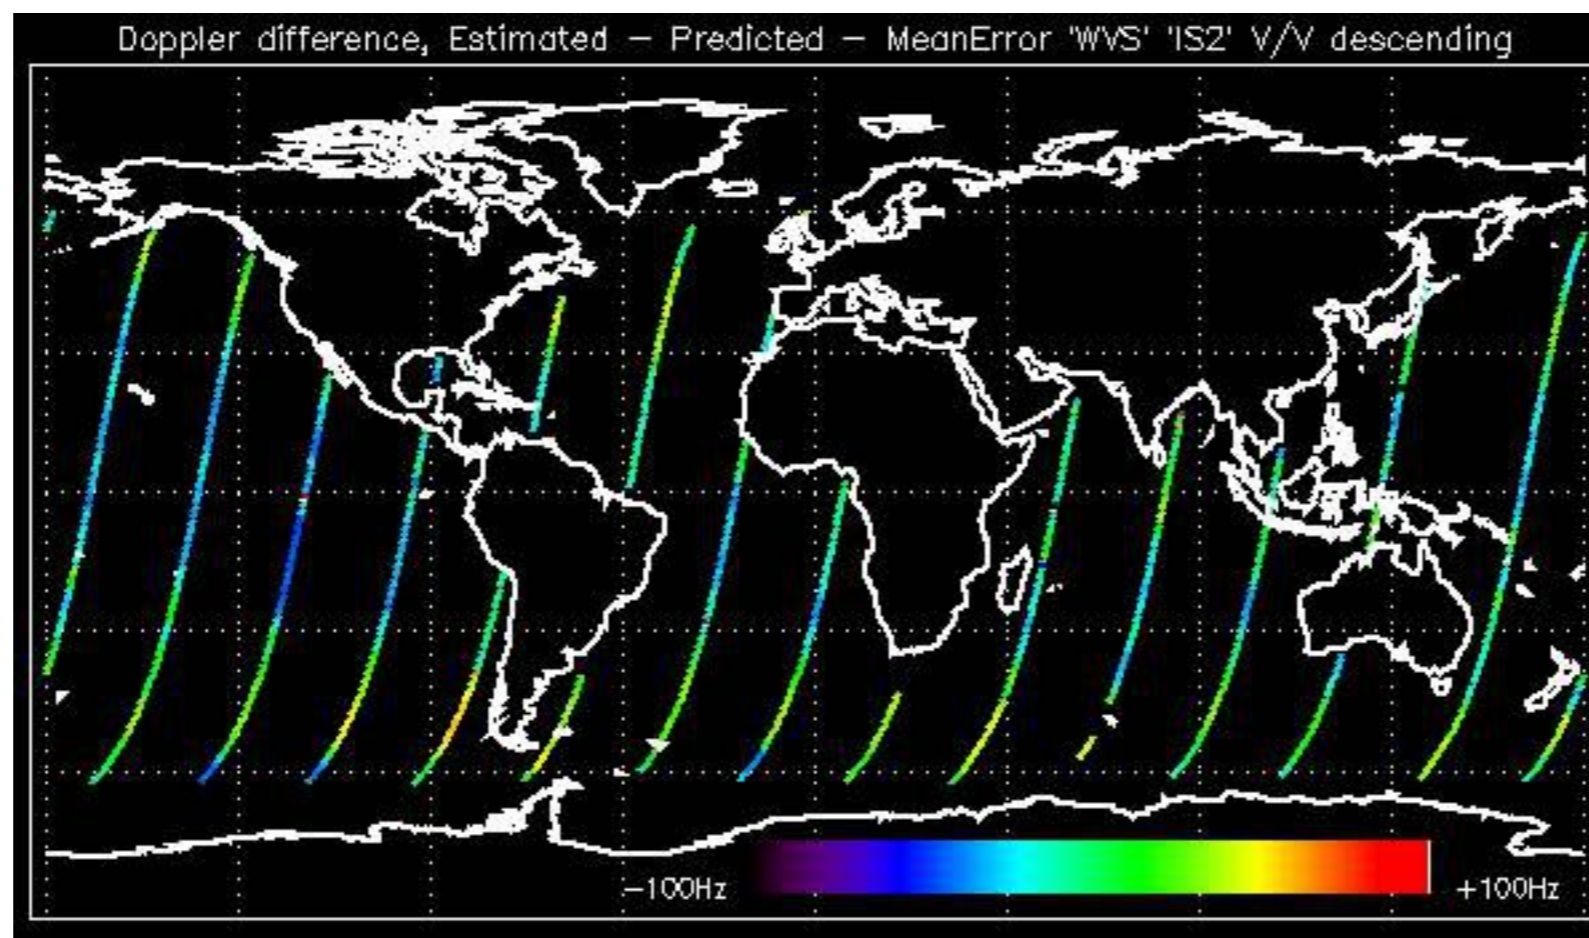 Doppler difference, Estimated – Predicted – MeanError 'WVS' 'IS2' V/V descending
–100Hz
+100Hz